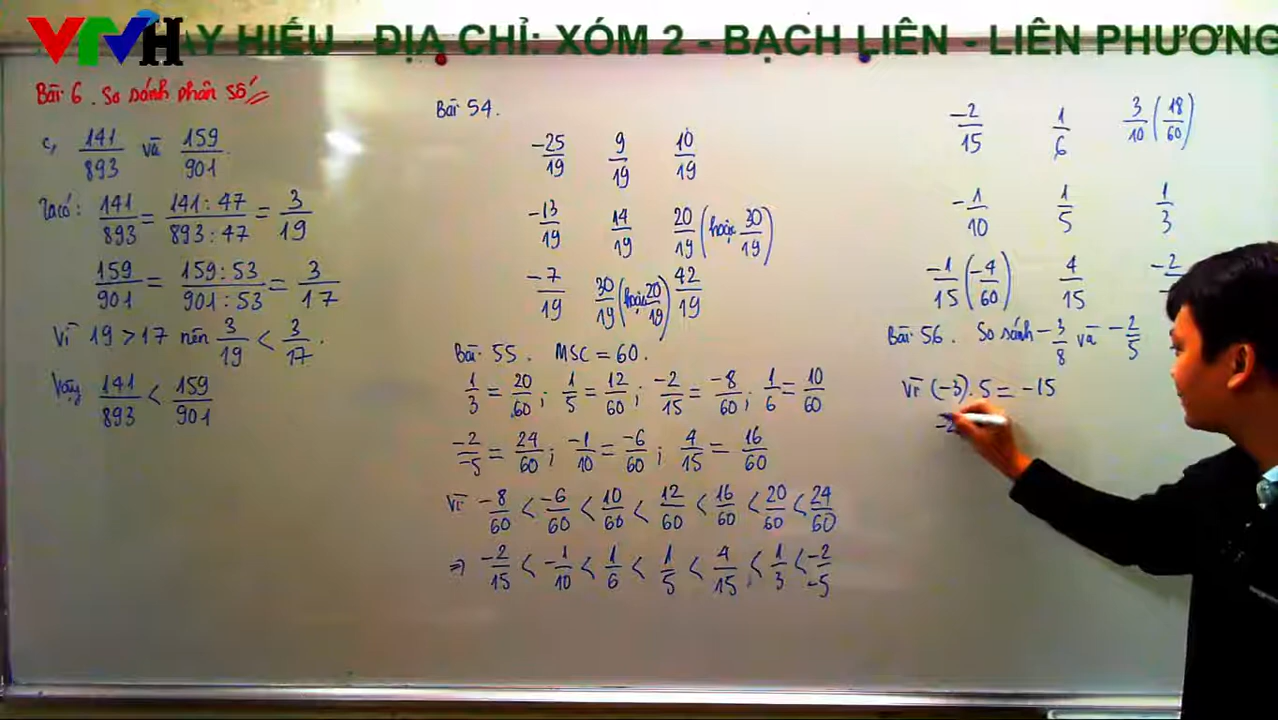 VTVH
ẠY HIẾU - ĐỊA CHỈ: XÓM 2 - BẠCH LIÊN - LIÊN PHƯƠNG
Bài 6. So sánh phân số
c, 141/893 và 159/901
Ta có: 141/893 = 141:47/893:47 = 3/19
159/901 = 159:53/901:53 = 3/17
Vì 19 > 17 nên 3/19 < 3/17.
Vậy 141/893 < 159/901
Bài 54.
-25/19 9/19 10/19
-13/19 14/19 20/19 (hoặc 30/19)
-7/19 30/19 (hoặc 20/19) 42/19
Bài 55. MSC = 60.
1/3 = 20/60; 1/5 = 12/60; -2/15 = -8/60; 1/6 = 10/60
-2/-5 = 24/60; -1/10 = -6/60; 4/15 = 16/60
Vì -8/60 < -6/60 < 10/60 < 12/60 < 16/60 < 20/60 < 24/60
⇒ -2/15 < -1/10 < 1/6 < 1/5 < 4/15 < 1/3 < -2/-5
-2/15 1/6 3/10 (18/60)
-1/10 1/5 1/3
-1/15 (-4/60) 4/15 -2
Bài 56. So sánh -3/8 và -2/5
Vì (-3).5 = -15
-2